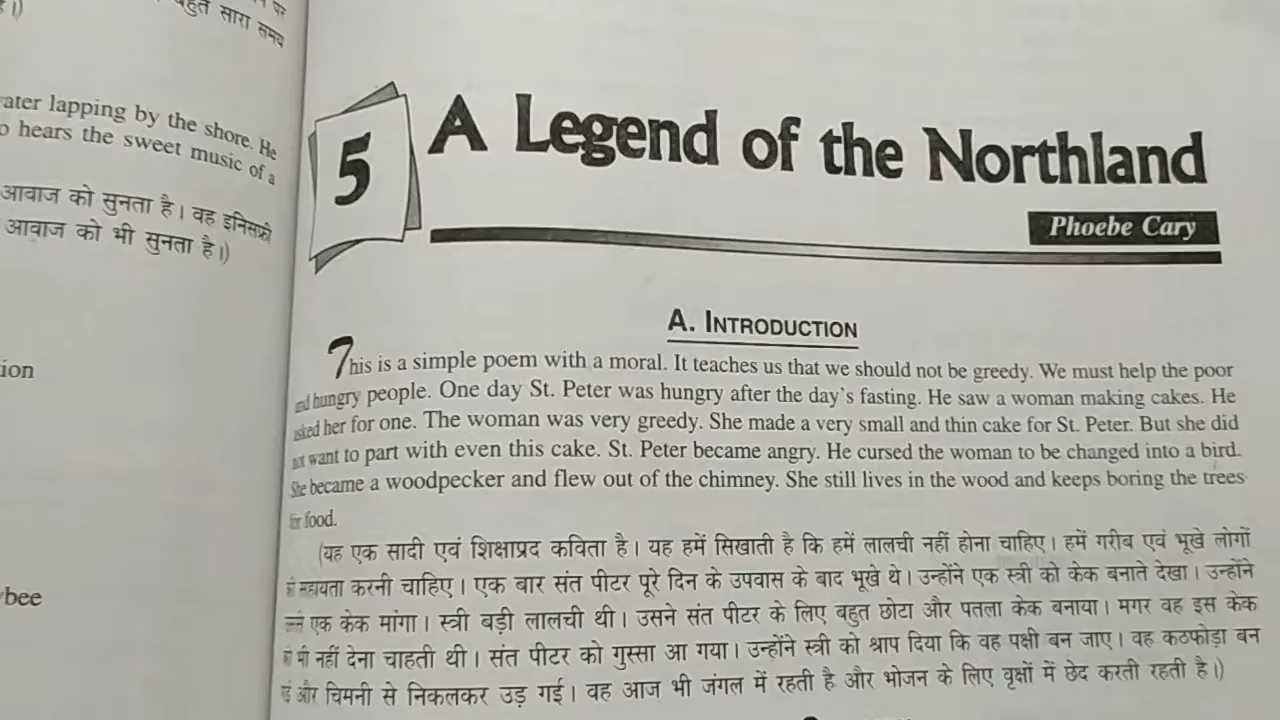 बहुत सारा समय
ater lapping by the shore. He
o hears the sweet music of a
आवाज को सुनता है। वह इनिसफ्री
आवाज को भी सुनता है।)
ion
bee
5
A Legend of the Northland
Phoebe Cary
A. INTRODUCTION
This is a simple poem with a moral. It teaches us that we should not be greedy. We must help the poor
and hungry people. One day St. Peter was hungry after the day's fasting. He saw a woman making cakes. He
asked her for one. The woman was very greedy. She made a very small and thin cake for St. Peter. But she did
not want to part with even this cake. St. Peter became angry. He cursed the woman to be changed into a bird.
She became a woodpecker and flew out of the chimney. She still lives in the wood and keeps boring the trees
for food.
(यह एक सादी एवं शिक्षाप्रद कविता है। यह हमें सिखाती है कि हमें लालची नहीं होना चाहिए। हमें गरीब एवं भूखे लोगों
की सहायता करनी चाहिए। एक बार संत पीटर पूरे दिन के उपवास के बाद भूखे थे। उन्होंने एक स्त्री को केक बनाते देखा। उन्होंने
उससे एक केक मांगा। स्त्री बड़ी लालची थी। उसने संत पीटर के लिए बहुत छोटा और पतला केक बनाया। मगर वह इस केक
को भी नहीं देना चाहती थी। संत पीटर को गुस्सा आ गया। उन्होंने स्त्री को श्राप दिया कि वह पक्षी बन जाए। वह कठफोड़ा बन
गई और चिमनी से निकलकर उड़ गई। वह आज भी जंगल में रहती है और भोजन के लिए वृक्षों में छेद करती रहती है।)